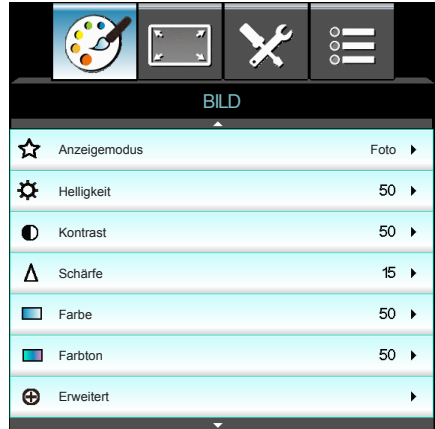 BILD
Anzeigemodus Foto
Helligkeit 50
Kontrast 50
Schärfe 15
Farbe 50
Farbton 50
Erweitert